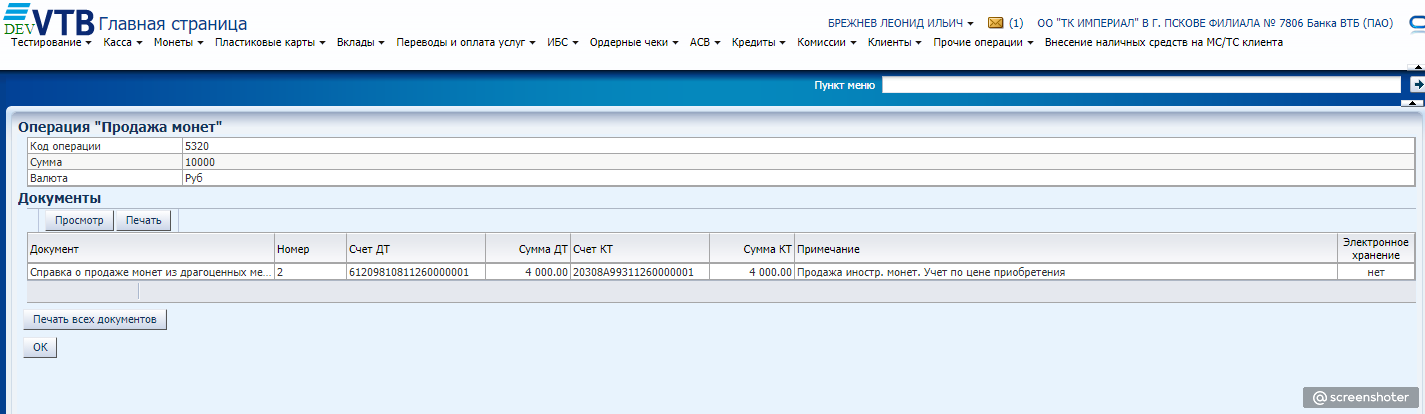 DEV VTB Главная страница
БРЕЖНЕВ ЛЕОНИД ИЛЬИЧ (1) ОО "ТК ИМПЕРИАЛ" В Г. ПСКОВЕ ФИЛИАЛА № 7806 Банка ВТБ (ПАО)
Тестирование Касса Монеты Пластиковые карты Вклады Переводы и оплата услуг ИБС Ордерные чеки АСВ Кредиты Комиссии Клиенты Прочие операции Внесение наличных средств на МС/ТС клиента
Пункт меню
Операция "Продажа монет"
Код операции 5320
Сумма 10000
Валюта Руб
Документы
Просмотр Печать
Документ Номер Счет ДТ Сумма ДТ Счет КТ Сумма КТ Примечание Электронное хранение
Справка о продаже монет из драгоценных ме... 2 61209810811260000001 4 000.00 20308A99311260000001 4 000.00 Продажа иностр. монет. Учет по цене приобретения нет
Печать всех документов
ОК
@screenshoter